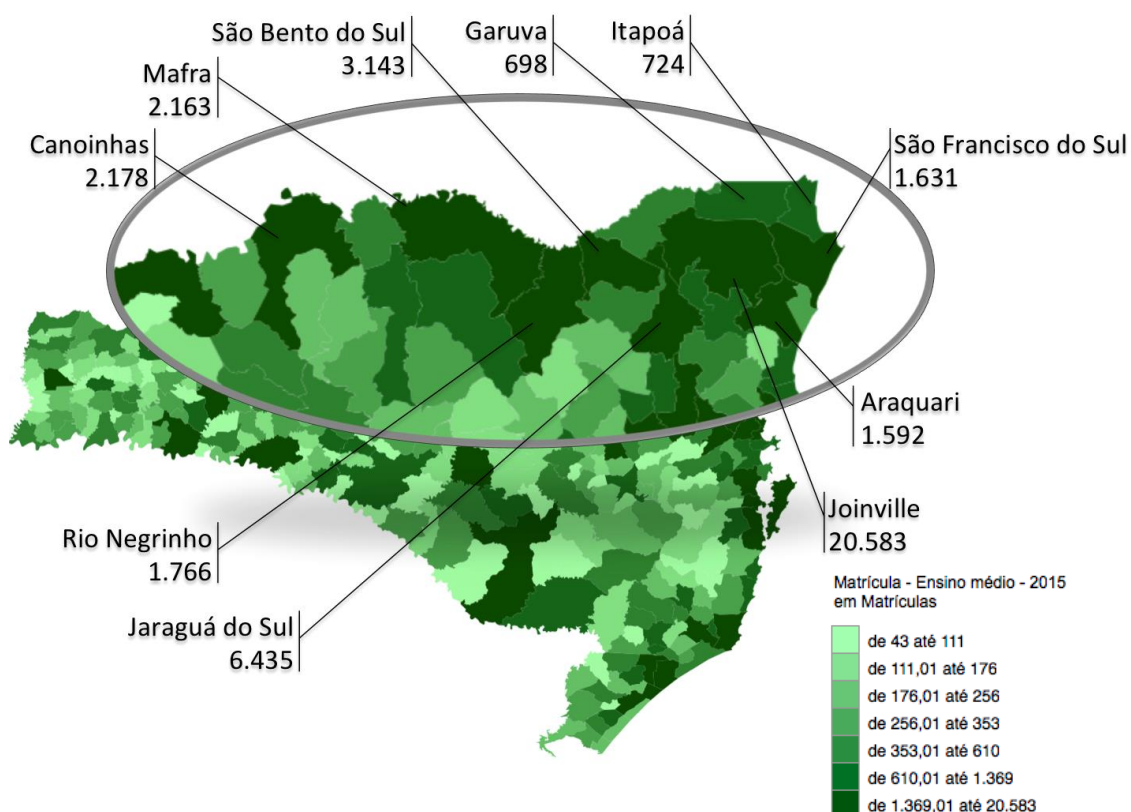 São Bento do Sul
3.143
Garuva
698
Itapoá
724
Mafra
2.163
Canoinhas
2.178
São Francisco do Sul
1.631
Araquari
1.592
Joinville
20.583
Rio Negrinho
1.766
Jaraguá do Sul
6.435
Matrícula - Ensino médio - 2015
em Matrículas
de 43 até 111
de 111,01 até 176
de 176,01 até 256
de 256,01 até 353
de 353,01 até 610
de 610,01 até 1.369
de 1.369,01 até 20.583